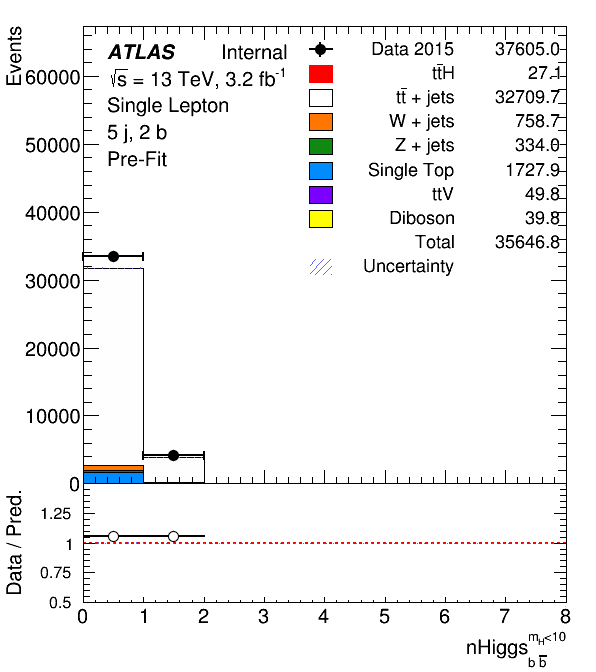 Events
ATLAS Internal
√s = 13 TeV, 3.2 fb⁻¹
Single Lepton
5 j, 2 b
Pre-Fit
Data 2015 37605.0
tt̄H 27.1
tt̄ + jets 32709.7
W + jets 758.7
Z + jets 334.0
Single Top 1727.9
ttV 49.8
Diboson 39.8
Total 35646.8
Uncertainty
60000
50000
40000
30000
20000
10000
0
Data / Pred.
1.25
1
0.75
0.5
0 1 2 3 4 5 6 7 8
nHiggs m_H<10 b b̄